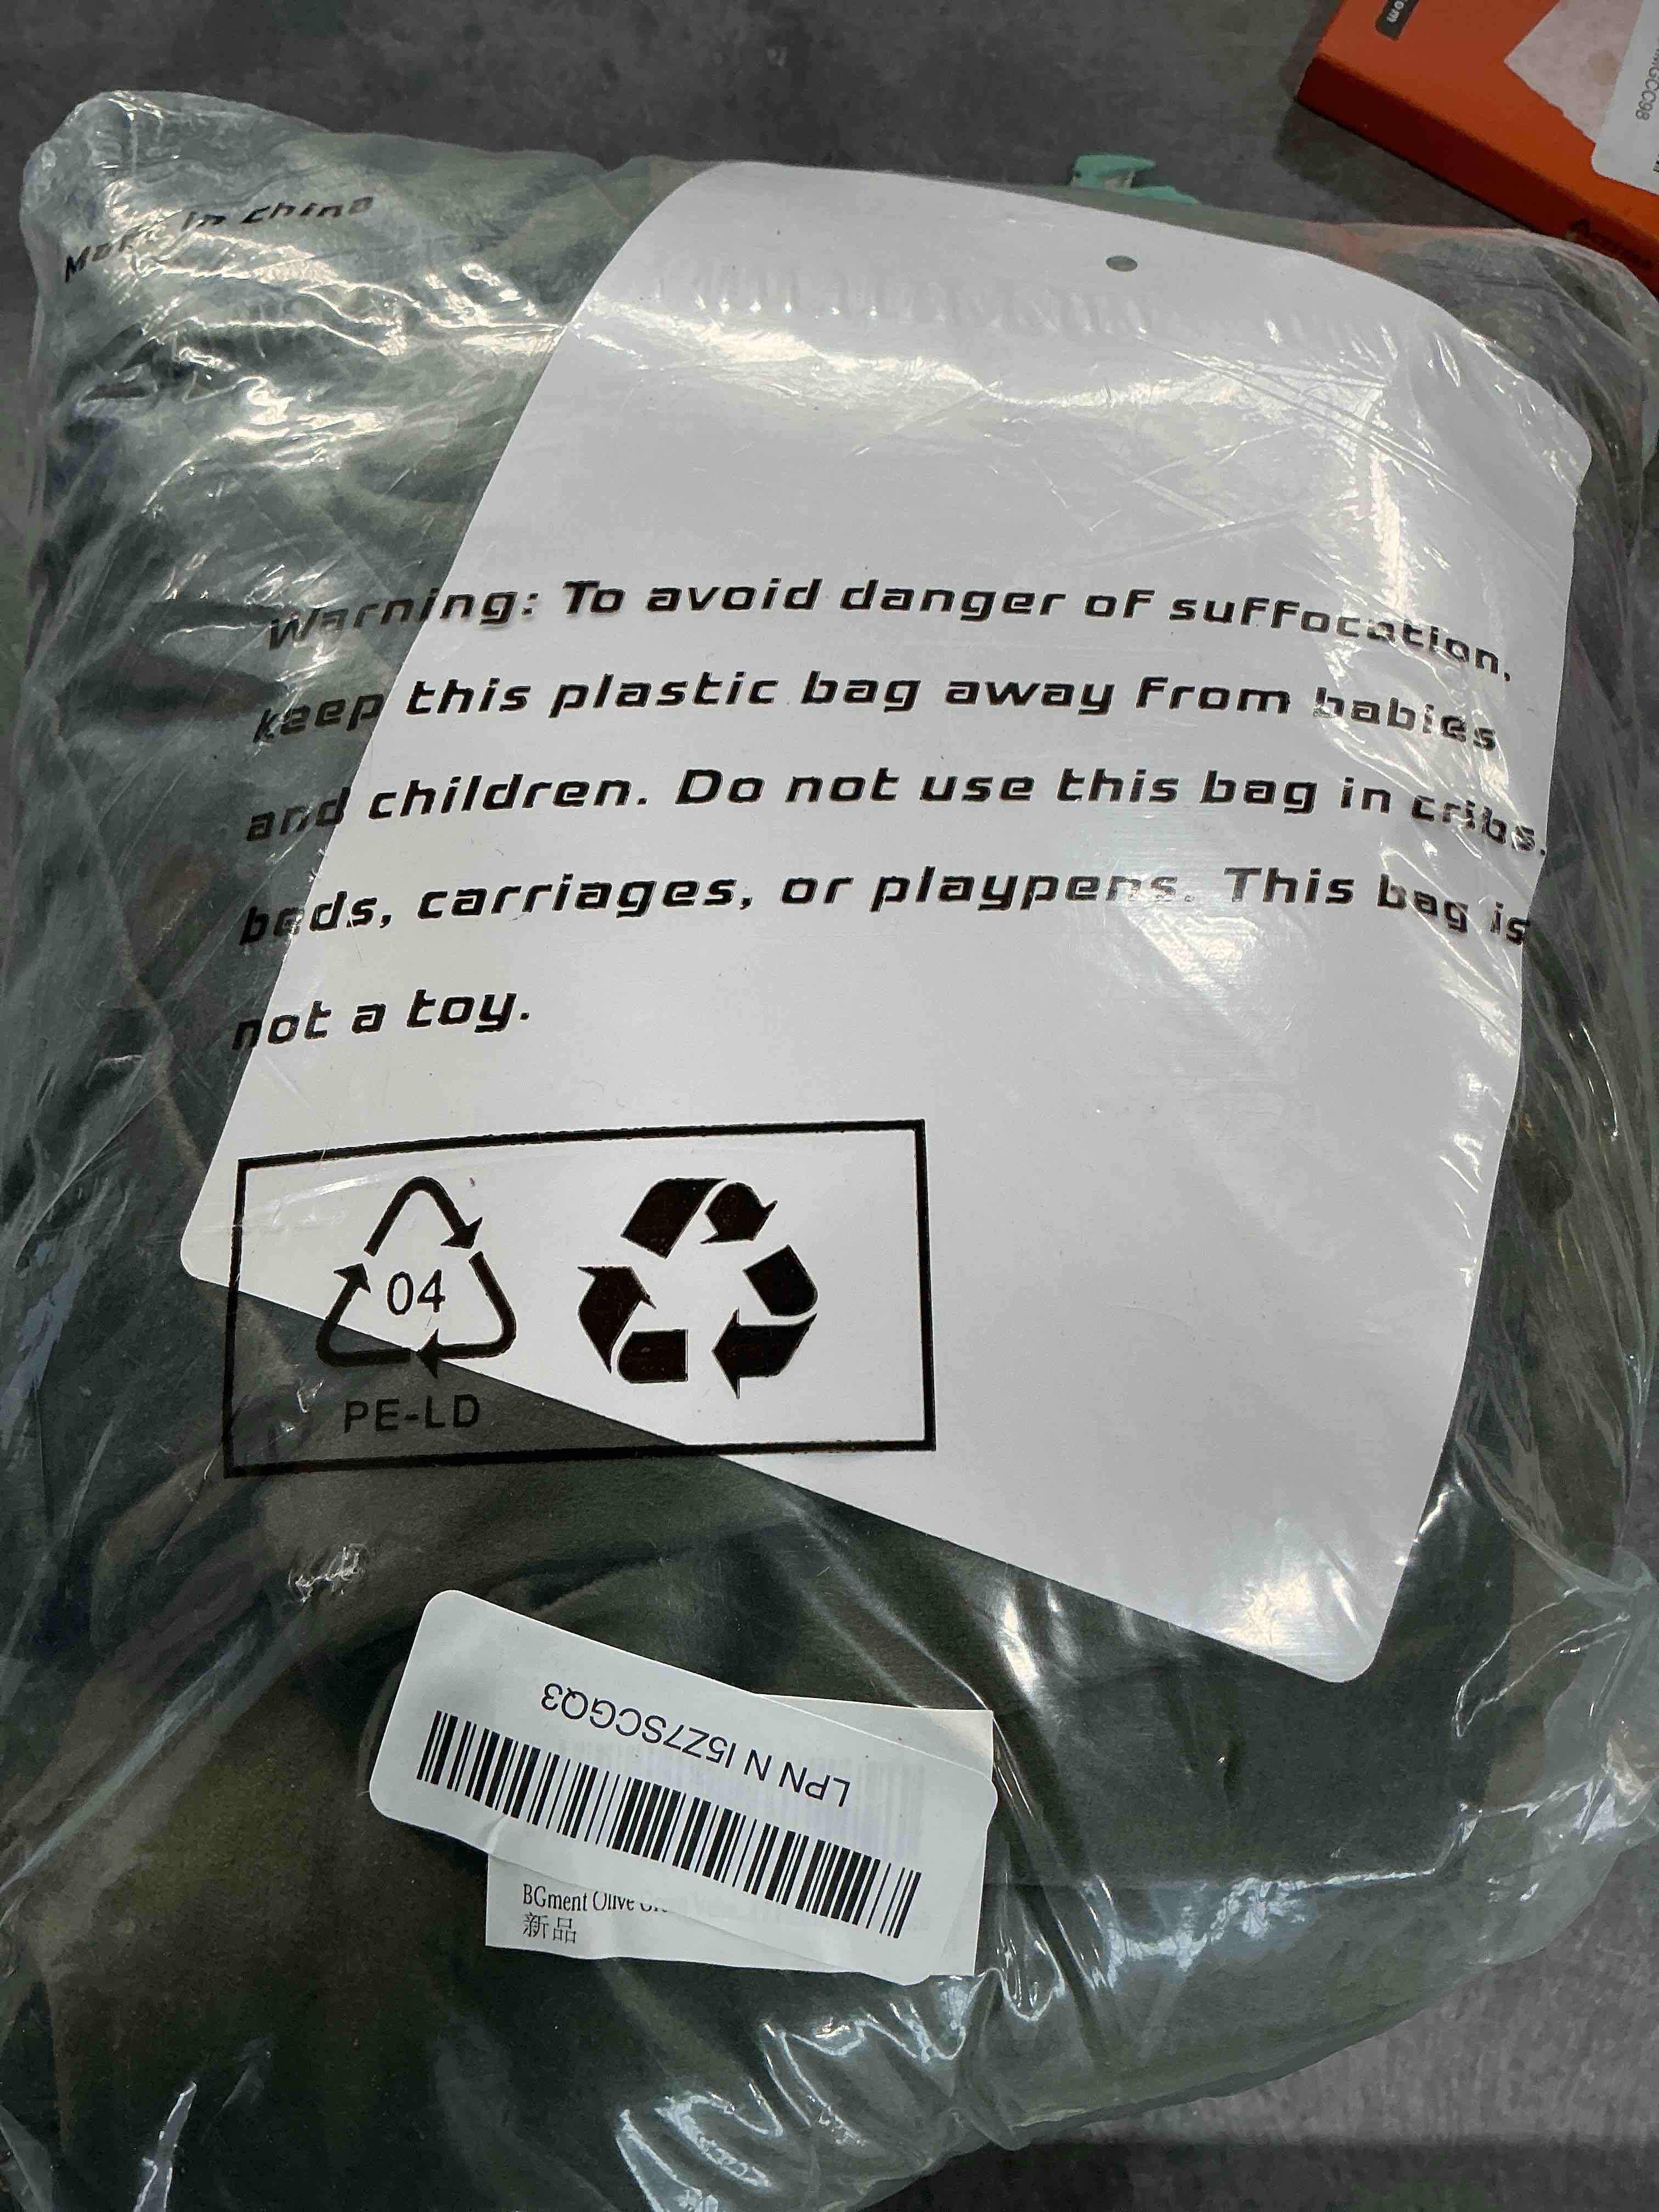 Made in china
Warning: To avoid danger of suffocation,
keep this plastic bag away from babies
and children. Do not use this bag in cribs.
beds, carriages, or playpens. This bag is
not a toy.
04
PE-LD
LPN N I5Z7SCGQ3
BGment Olive
新品